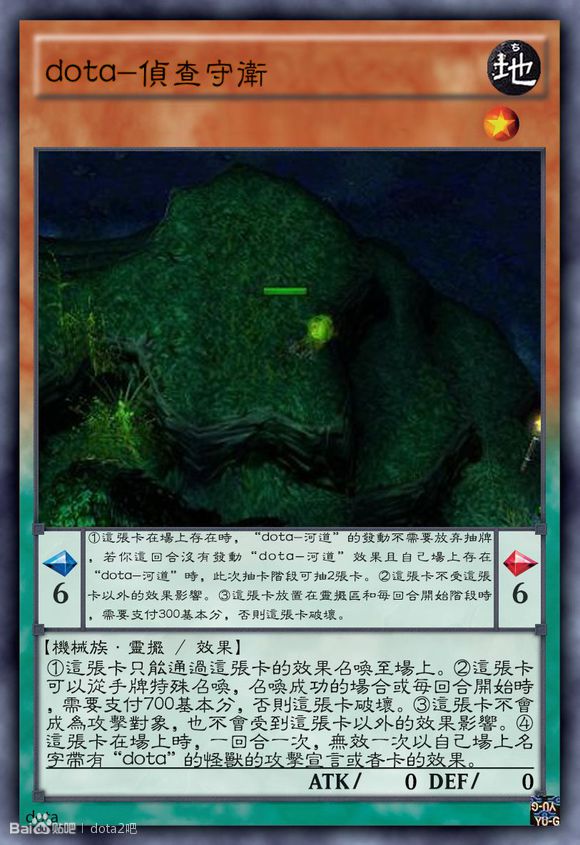 dota-偵查守衛
ち
地
①這張卡在場上存在時，“dota-河道”的發動不需要放弃抽牌
，若你這回合沒有發動“dota-河道”效果且自己場上存在
“dota-河道”時，此次抽卡階段可抽2張卡。②這張卡不受這張
卡以外的效果影響。③這張卡放置在靈擺區和每回合開始階段時
，需要支付300基本分，否則這張卡破壞。
6
6
【機械族·靈擺 / 效果】
①這張卡只能通過這張卡的效果召喚至場上。②這張卡
可以從手牌特殊召喚，召喚成功的場合或每回合開始時
，需要支付700基本分，否則這張卡破壞。③這張卡不會
成為攻擊對象，也不會受到這張卡以外的效果影響。④
這張卡在場上時，一回合一次，無效一次以自己場上名
字帶有“dota”的怪獸的攻擊宣言或者卡的效果。
ATK/ 0 DEF/ 0
dota
Bai 贴吧 | dota2吧
YU-G